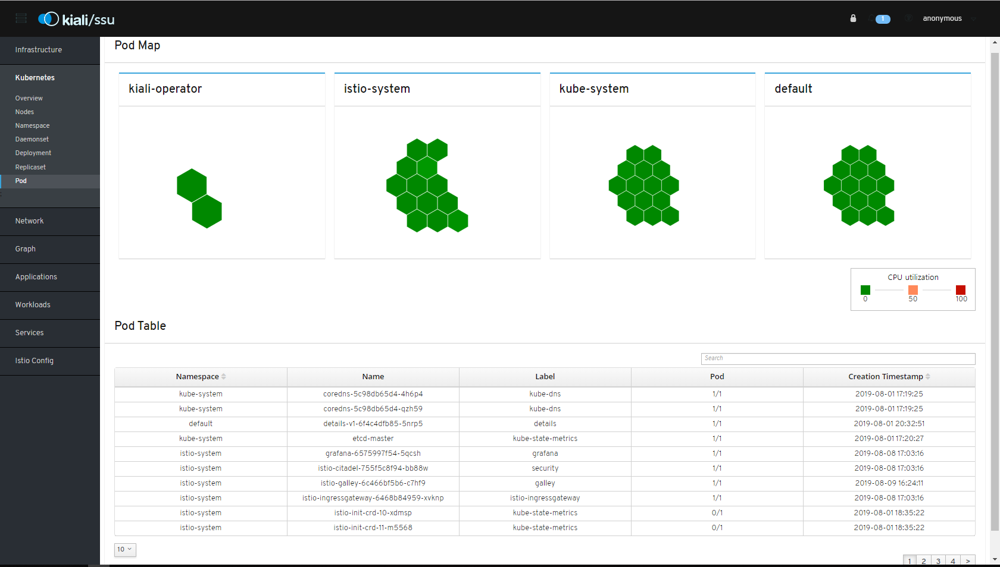 kiali/ssu
1
anonymous
Infrastructure
Kubernetes
Overview
Nodes
Namespace
Daemonset
Deployment
Replicaset
Pod
Network
Graph
Applications
Workloads
Services
Istio Config
Pod Map
kiali-operator
istio-system
kube-system
default
CPU utilization
0 50 100
Pod Table
Search
Namespace Name Label Pod Creation Timestamp
kube-system coredns-5c98db65d4-4h6p4 kube-dns 1/1 2019-08-01 17:19:25
kube-system coredns-5c98db65d4-qzh59 kube-dns 1/1 2019-08-01 17:19:25
default details-v1-6f4c4dfb85-5nrp5 details 1/1 2019-08-01 20:32:51
kube-system etcd-master kube-state-metrics 1/1 2019-08-01 17:20:27
istio-system grafana-6575997f54-5qcsh grafana 1/1 2019-08-08 17:03:16
istio-system istio-citadel-755f5c8f94-bb88w security 1/1 2019-08-08 17:03:16
istio-system istio-galley-6c466bf5b6-c7hf9 galley 1/1 2019-08-09 16:24:11
istio-system istio-ingressgateway-6468b84959-xvknp istio-ingressgateway 1/1 2019-08-08 17:03:16
istio-system istio-init-crd-10-xdmsp kube-state-metrics 0/1 2019-08-01 18:35:22
istio-system istio-init-crd-11-m5568 kube-state-metrics 0/1 2019-08-01 18:35:22
10
1 2 3 4 >